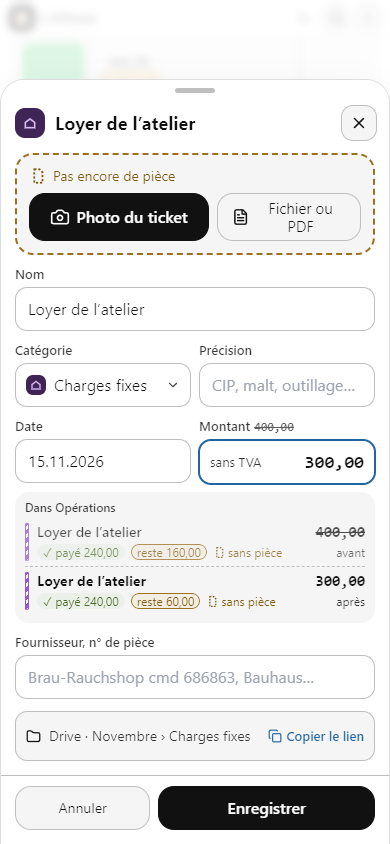 Loyer de l'atelier
Pas encore de pièce
Photo du ticket
Fichier ou
PDF
Nom
Loyer de l'atelier
Catégorie Précision
Charges fixes CIP, malt, outillage...
Date Montant 400,00
15.11.2026 sans TVA 300,00
Dans Opérations
Loyer de l'atelier 400,00
✓ payé 240,00 reste 160,00 sans pièce avant
Loyer de l'atelier 300,00
✓ payé 240,00 reste 60,00 sans pièce après
Fournisseur, n° de pièce
Brau-Rauchshop cmd 686863, Bauhaus...
Drive · Novembre › Charges fixes Copier le lien
Annuler Enregistrer